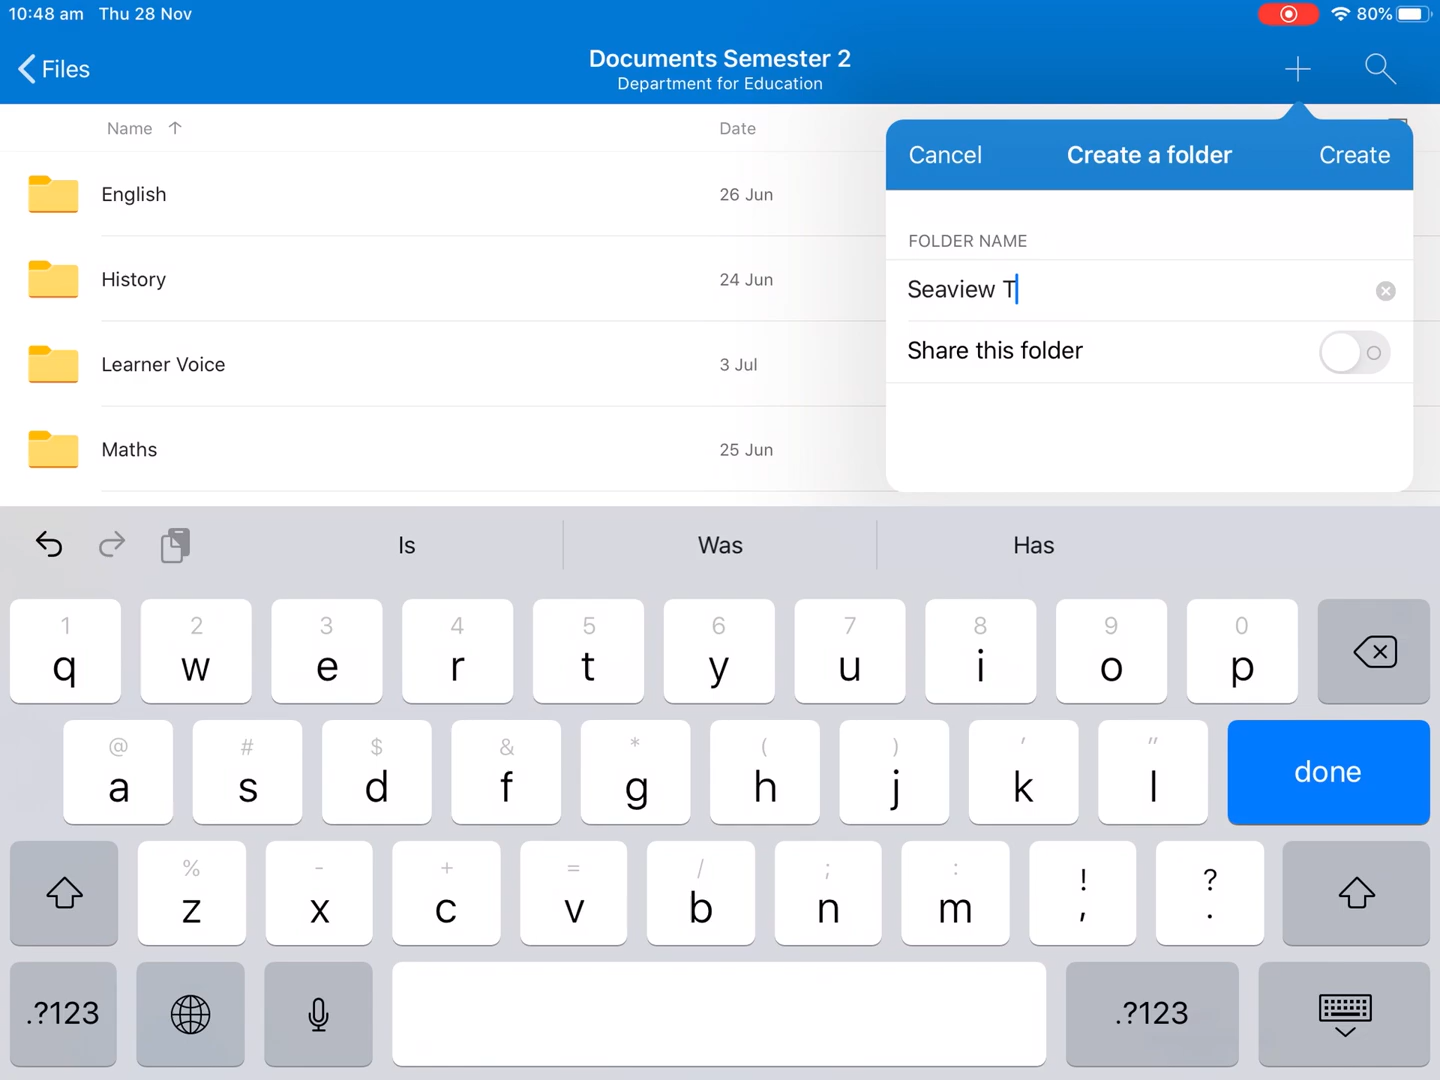 10:48 am Thu 28 Nov
80%
Files
Documents Semester 2
Department for Education
Name
Date
English
26 Jun
History
24 Jun
Learner Voice
3 Jul
Maths
25 Jun
Cancel
Create a folder
Create
FOLDER NAME
Seaview T
Share this folder
Is
Was
Has
1 2 3 4 5 6 7 8 9 0
q w e r t y u i o p
@ # $ & * ( ) ' "
a s d f g h j k l
done
% - + = / ; : ! ?
z x c v b n m , .
.?123
.?123